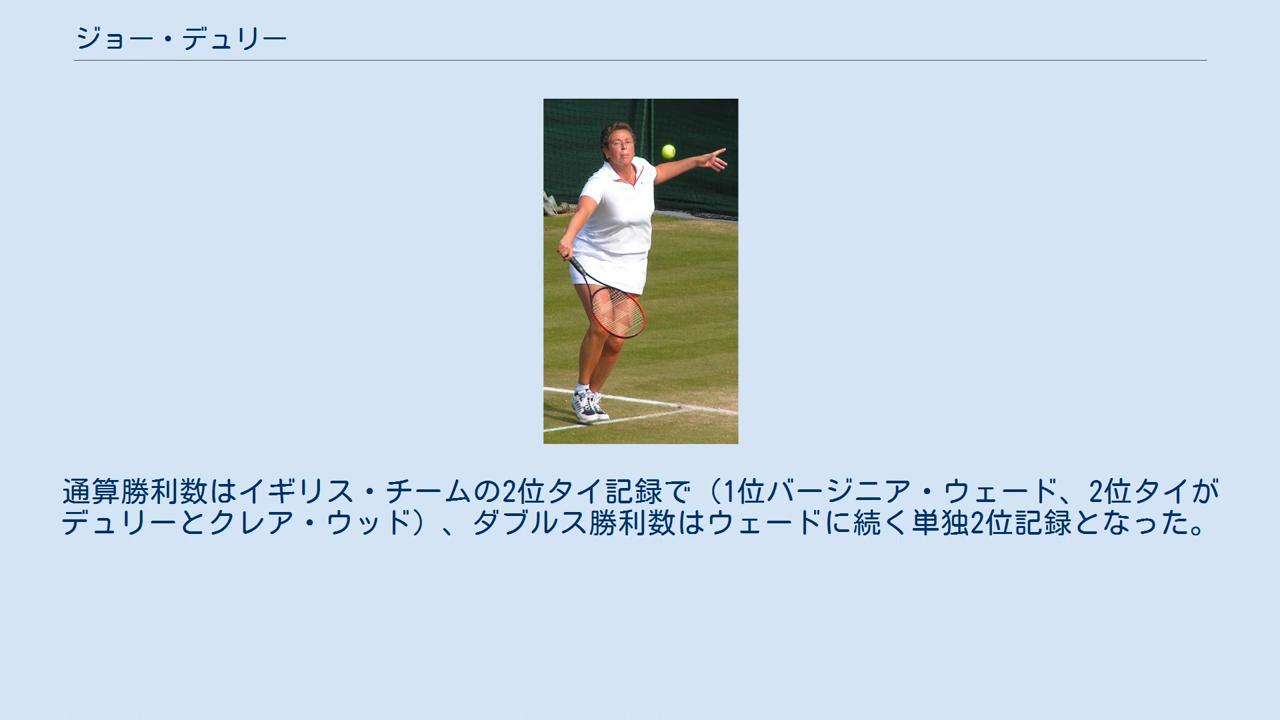 ジョー・デュリー
通算勝利数はイギリス・チームの2位タイ記録で（1位バージニア・ウェード、2位タイが
デュリーとクレア・ウッド）、ダブルス勝利数はウェードに続く単独2位記録となった。